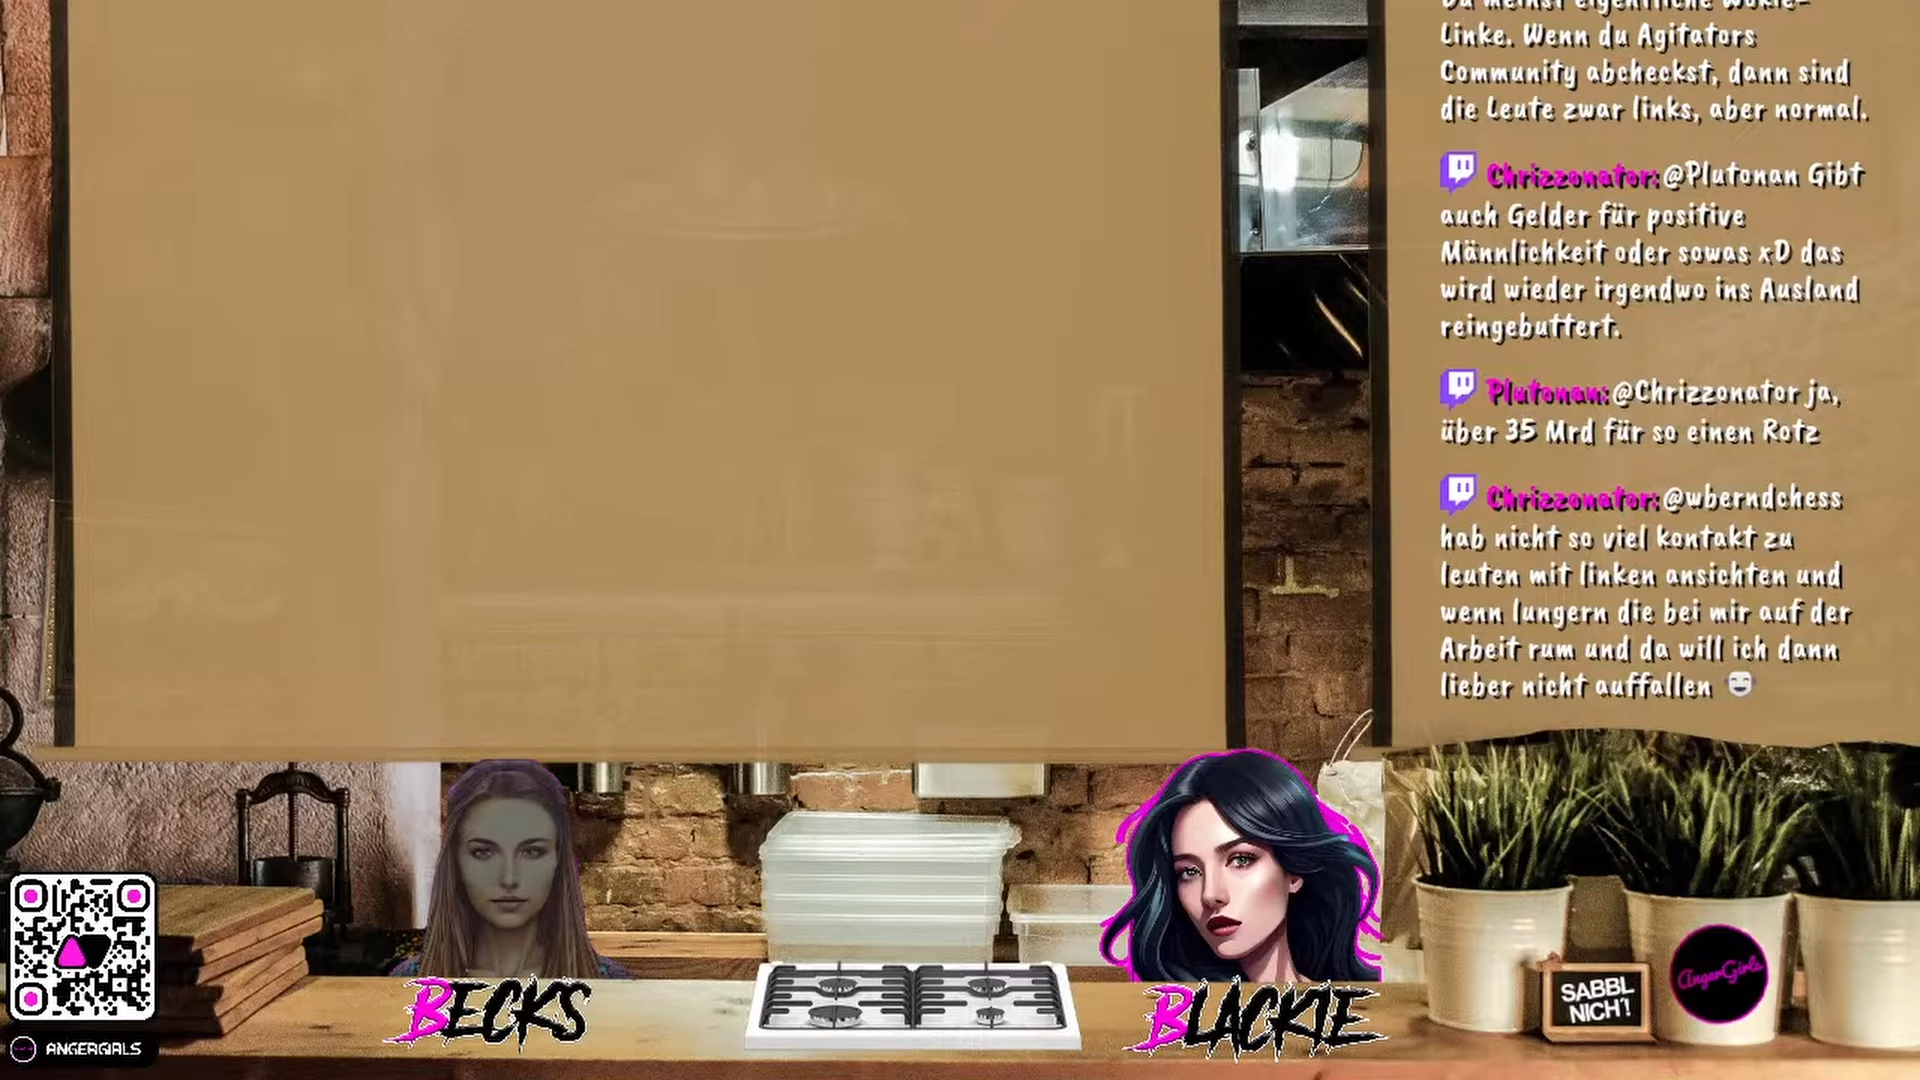 Du meinst eigentliche Wokie-
Linke. Wenn du Agitators
Community abcheckst, dann sind
die Leute zwar links, aber normal.
Chrizzonator: @Plutonan Gibt
auch Gelder für positive
Männlichkeit oder sowas xD das
wird wieder irgendwo ins Ausland
reingebuttert.
Plutonan: @Chrizzonator ja,
über 35 Mrd für so einen Rotz
Chrizzonator: @wberndchess
hab nicht so viel kontakt zu
leuten mit linken ansichten und
wenn lungern die bei mir auf der
Arbeit rum und da will ich dann
lieber nicht auffallen
ANGERGIRLS
BECKS
BLACKIE
SABBL
NICH'!
AngerGirls